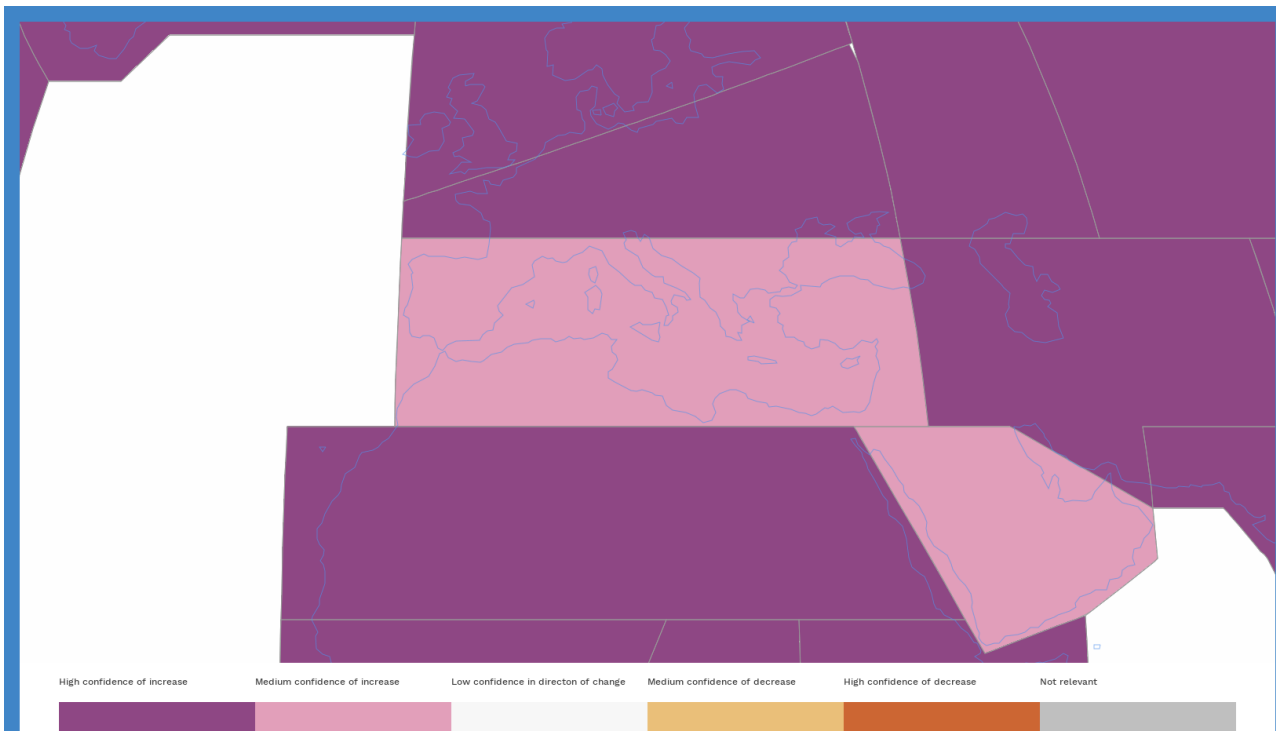 High confidence of increase
Medium confidence of increase
Low confidence in directon of change
Medium confidence of decrease
High confidence of decrease
Not relevant